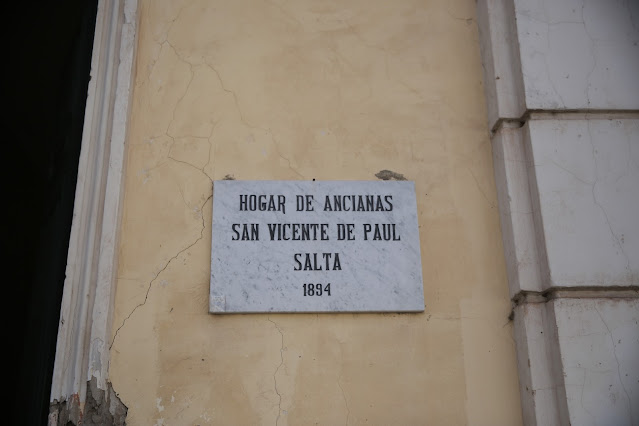 HOGAR DE ANCIANAS
SAN VICENTE DE PAUL
SALTA
1894